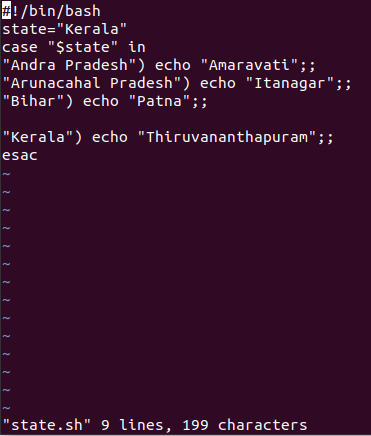 #!/bin/bash
state="Kerala"
case "$state" in
"Andra Pradesh") echo "Amaravati";;
"Arunacahal Pradesh") echo "Itanagar";;
"Bihar") echo "Patna";;

"Kerala") echo "Thiruvananthapuram";;
esac
~
~
~
~
~
~
~
~
~
~
~
~
~
~
"state.sh" 9 lines, 199 characters